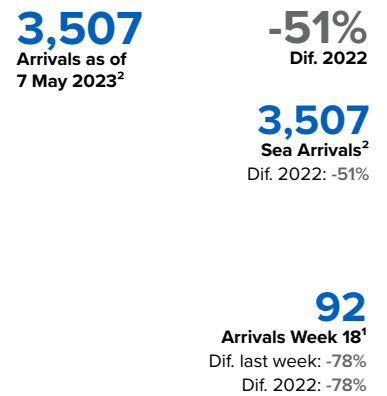 3,507
Arrivals as of
7 May 2023²
-51%
Dif. 2022
3,507
Sea Arrivals²
Dif. 2022: -51%
92
Arrivals Week 18¹
Dif. last week: -78%
Dif. 2022: -78%